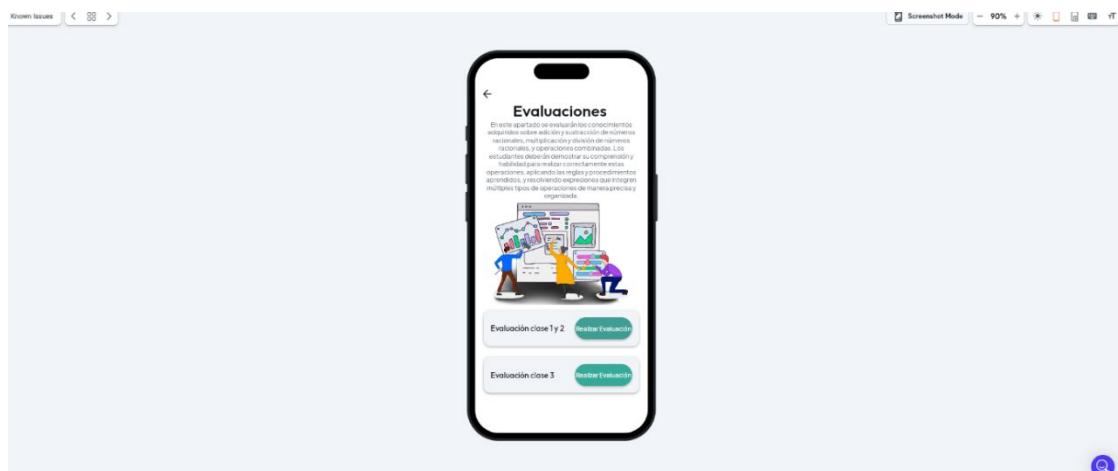 Known Issues
Screenshot Mode
90%
Evaluaciones
En este apartado se evaluarán los conocimientos
adquiridos sobre adición y sustracción de números
racionales, multiplicación y división de números
racionales, y operaciones combinadas. Los
estudiantes deberán demostrar su comprensión y
habilidad para realizar correctamente estas
operaciones, aplicando las reglas y procedimientos
aprendidos, y resolviendo expresiones que integren
múltiples tipos de operaciones de manera precisa y
organizada.
Evaluación clase 1 y 2
Realizar Evaluación
Evaluación clase 3
Realizar Evaluación